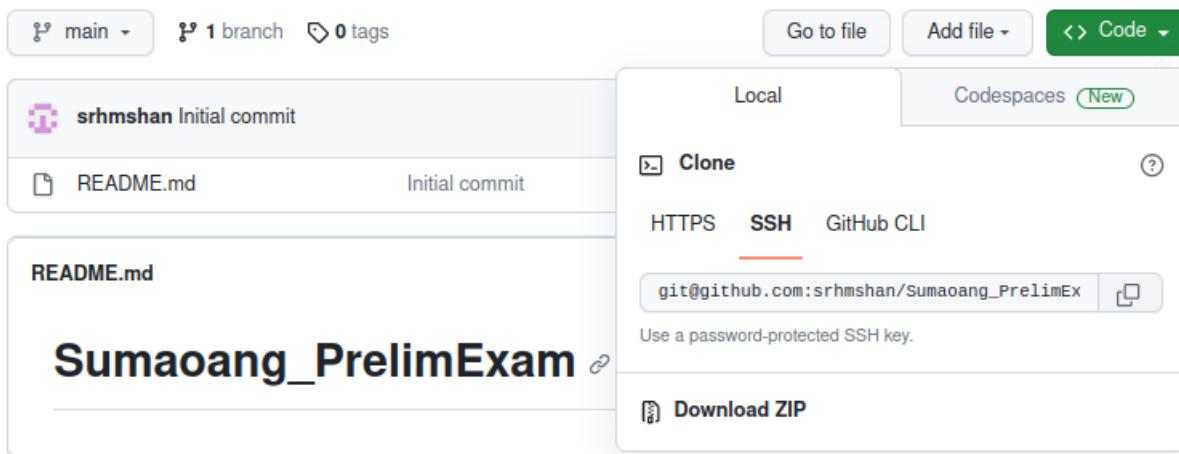 main 1 branch 0 tags Go to file Add file <> Code
Local Codespaces New
srhmshan Initial commit
Clone
README.md Initial commit
HTTPS SSH GitHub CLI
README.md
git@github.com:srhmshan/Sumaoang_PrelimEx
Use a password-protected SSH key.
Sumaoang_PrelimExam
Download ZIP